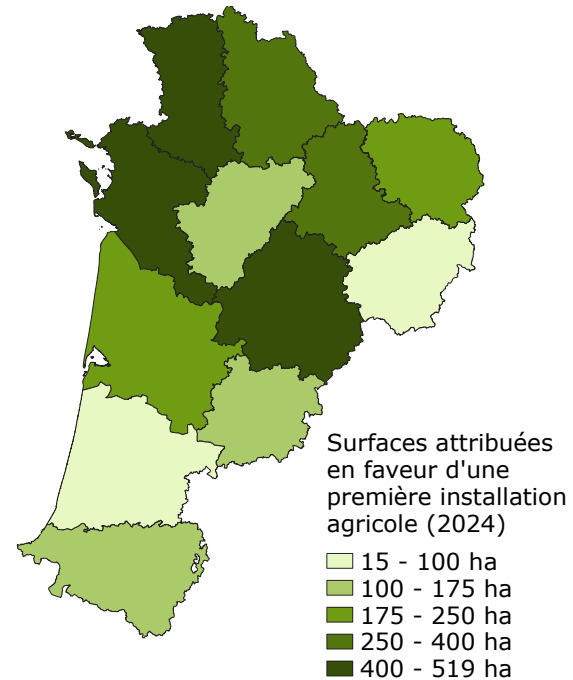 Surfaces attribuées
en faveur d'une
première installation
agricole (2024)
15 - 100 ha
100 - 175 ha
175 - 250 ha
250 - 400 ha
400 - 519 ha